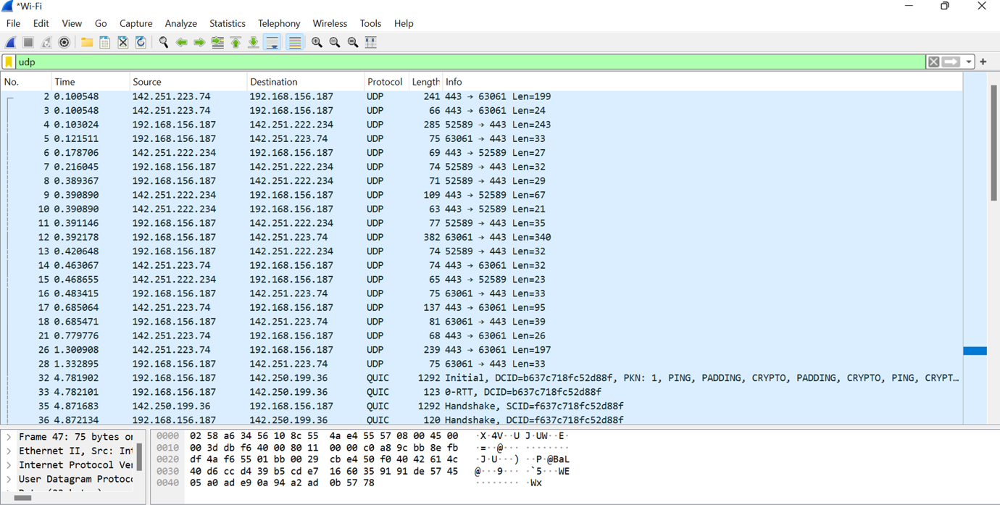 *Wi-Fi
File Edit View Go Capture Analyze Statistics Telephony Wireless Tools Help
udp
No. Time Source Destination Protocol Length Info
2 0.100548 142.251.223.74 192.168.156.187 UDP 241 443 → 63061 Len=199
3 0.100548 142.251.223.74 192.168.156.187 UDP 66 443 → 63061 Len=24
4 0.103024 192.168.156.187 142.251.222.234 UDP 285 52589 → 443 Len=243
5 0.121511 192.168.156.187 142.251.223.74 UDP 75 63061 → 443 Len=33
6 0.178706 142.251.222.234 192.168.156.187 UDP 69 443 → 52589 Len=27
7 0.216045 192.168.156.187 142.251.222.234 UDP 74 52589 → 443 Len=32
8 0.389367 192.168.156.187 142.251.222.234 UDP 71 52589 → 443 Len=29
9 0.390890 142.251.222.234 192.168.156.187 UDP 109 443 → 52589 Len=67
10 0.390890 142.251.222.234 192.168.156.187 UDP 63 443 → 52589 Len=21
11 0.391146 192.168.156.187 142.251.222.234 UDP 77 52589 → 443 Len=35
12 0.392178 192.168.156.187 142.251.223.74 UDP 382 63061 → 443 Len=340
13 0.420648 192.168.156.187 142.251.222.234 UDP 74 52589 → 443 Len=32
14 0.463067 142.251.223.74 192.168.156.187 UDP 74 443 → 63061 Len=32
15 0.468655 142.251.222.234 192.168.156.187 UDP 65 443 → 52589 Len=23
16 0.483415 192.168.156.187 142.251.223.74 UDP 75 63061 → 443 Len=33
17 0.685064 142.251.223.74 192.168.156.187 UDP 137 443 → 63061 Len=95
18 0.685471 192.168.156.187 142.251.223.74 UDP 81 63061 → 443 Len=39
21 0.779776 142.251.223.74 192.168.156.187 UDP 68 443 → 63061 Len=26
26 1.300908 142.251.223.74 192.168.156.187 UDP 239 443 → 63061 Len=197
28 1.332895 192.168.156.187 142.251.223.74 UDP 75 63061 → 443 Len=33
32 4.781902 192.168.156.187 142.250.199.36 QUIC 1292 Initial, DCID=b637c718fc52d88f, PKN: 1, PING, PADDING, CRYPTO, PADDING, CRYPTO, PING, CRYPT…
33 4.782101 192.168.156.187 142.250.199.36 QUIC 123 0-RTT, DCID=b637c718fc52d88f
35 4.871683 142.250.199.36 192.168.156.187 QUIC 1292 Handshake, SCID=f637c718fc52d88f
36 4.872134 192.168.156.187 142.250.199.36 QUIC 120 Handshake, DCID=f637c718fc52d88f
Frame 47: 75 bytes on
Ethernet II, Src: Int
Internet Protocol Ver
User Datagram Protoco
0000 02 58 a6 34 56 10 8c 55 4a e4 55 57 08 00 45 00 ·X·4V··U J·UW··E·
0010 00 3d db f6 40 00 80 11 00 00 c0 a8 9c bb 8e fb ·=··@··· ········
0020 df 4a f6 55 01 bb 00 29 cb e4 50 f0 40 42 61 4c ·J·U···) ··P·@BaL
0030 40 d6 cc d4 39 b5 cd e7 16 60 35 91 91 de 57 45 @···9··· ·`5···WE
0040 05 a0 ad e9 0a 94 a2 ad 0b 57 78 ········ ·Wx